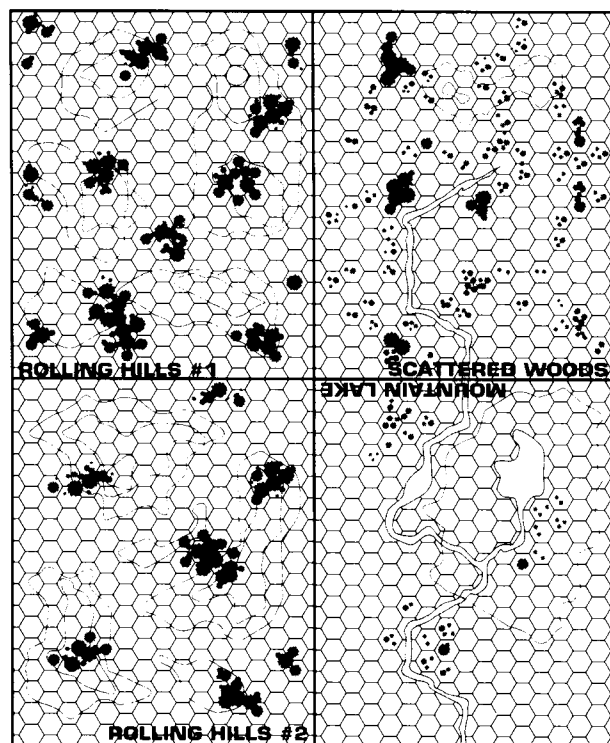 ROLLING HILLS #1
SCATTERED WOODS
MOUNTAIN LAKE
ROLLING HILLS #2